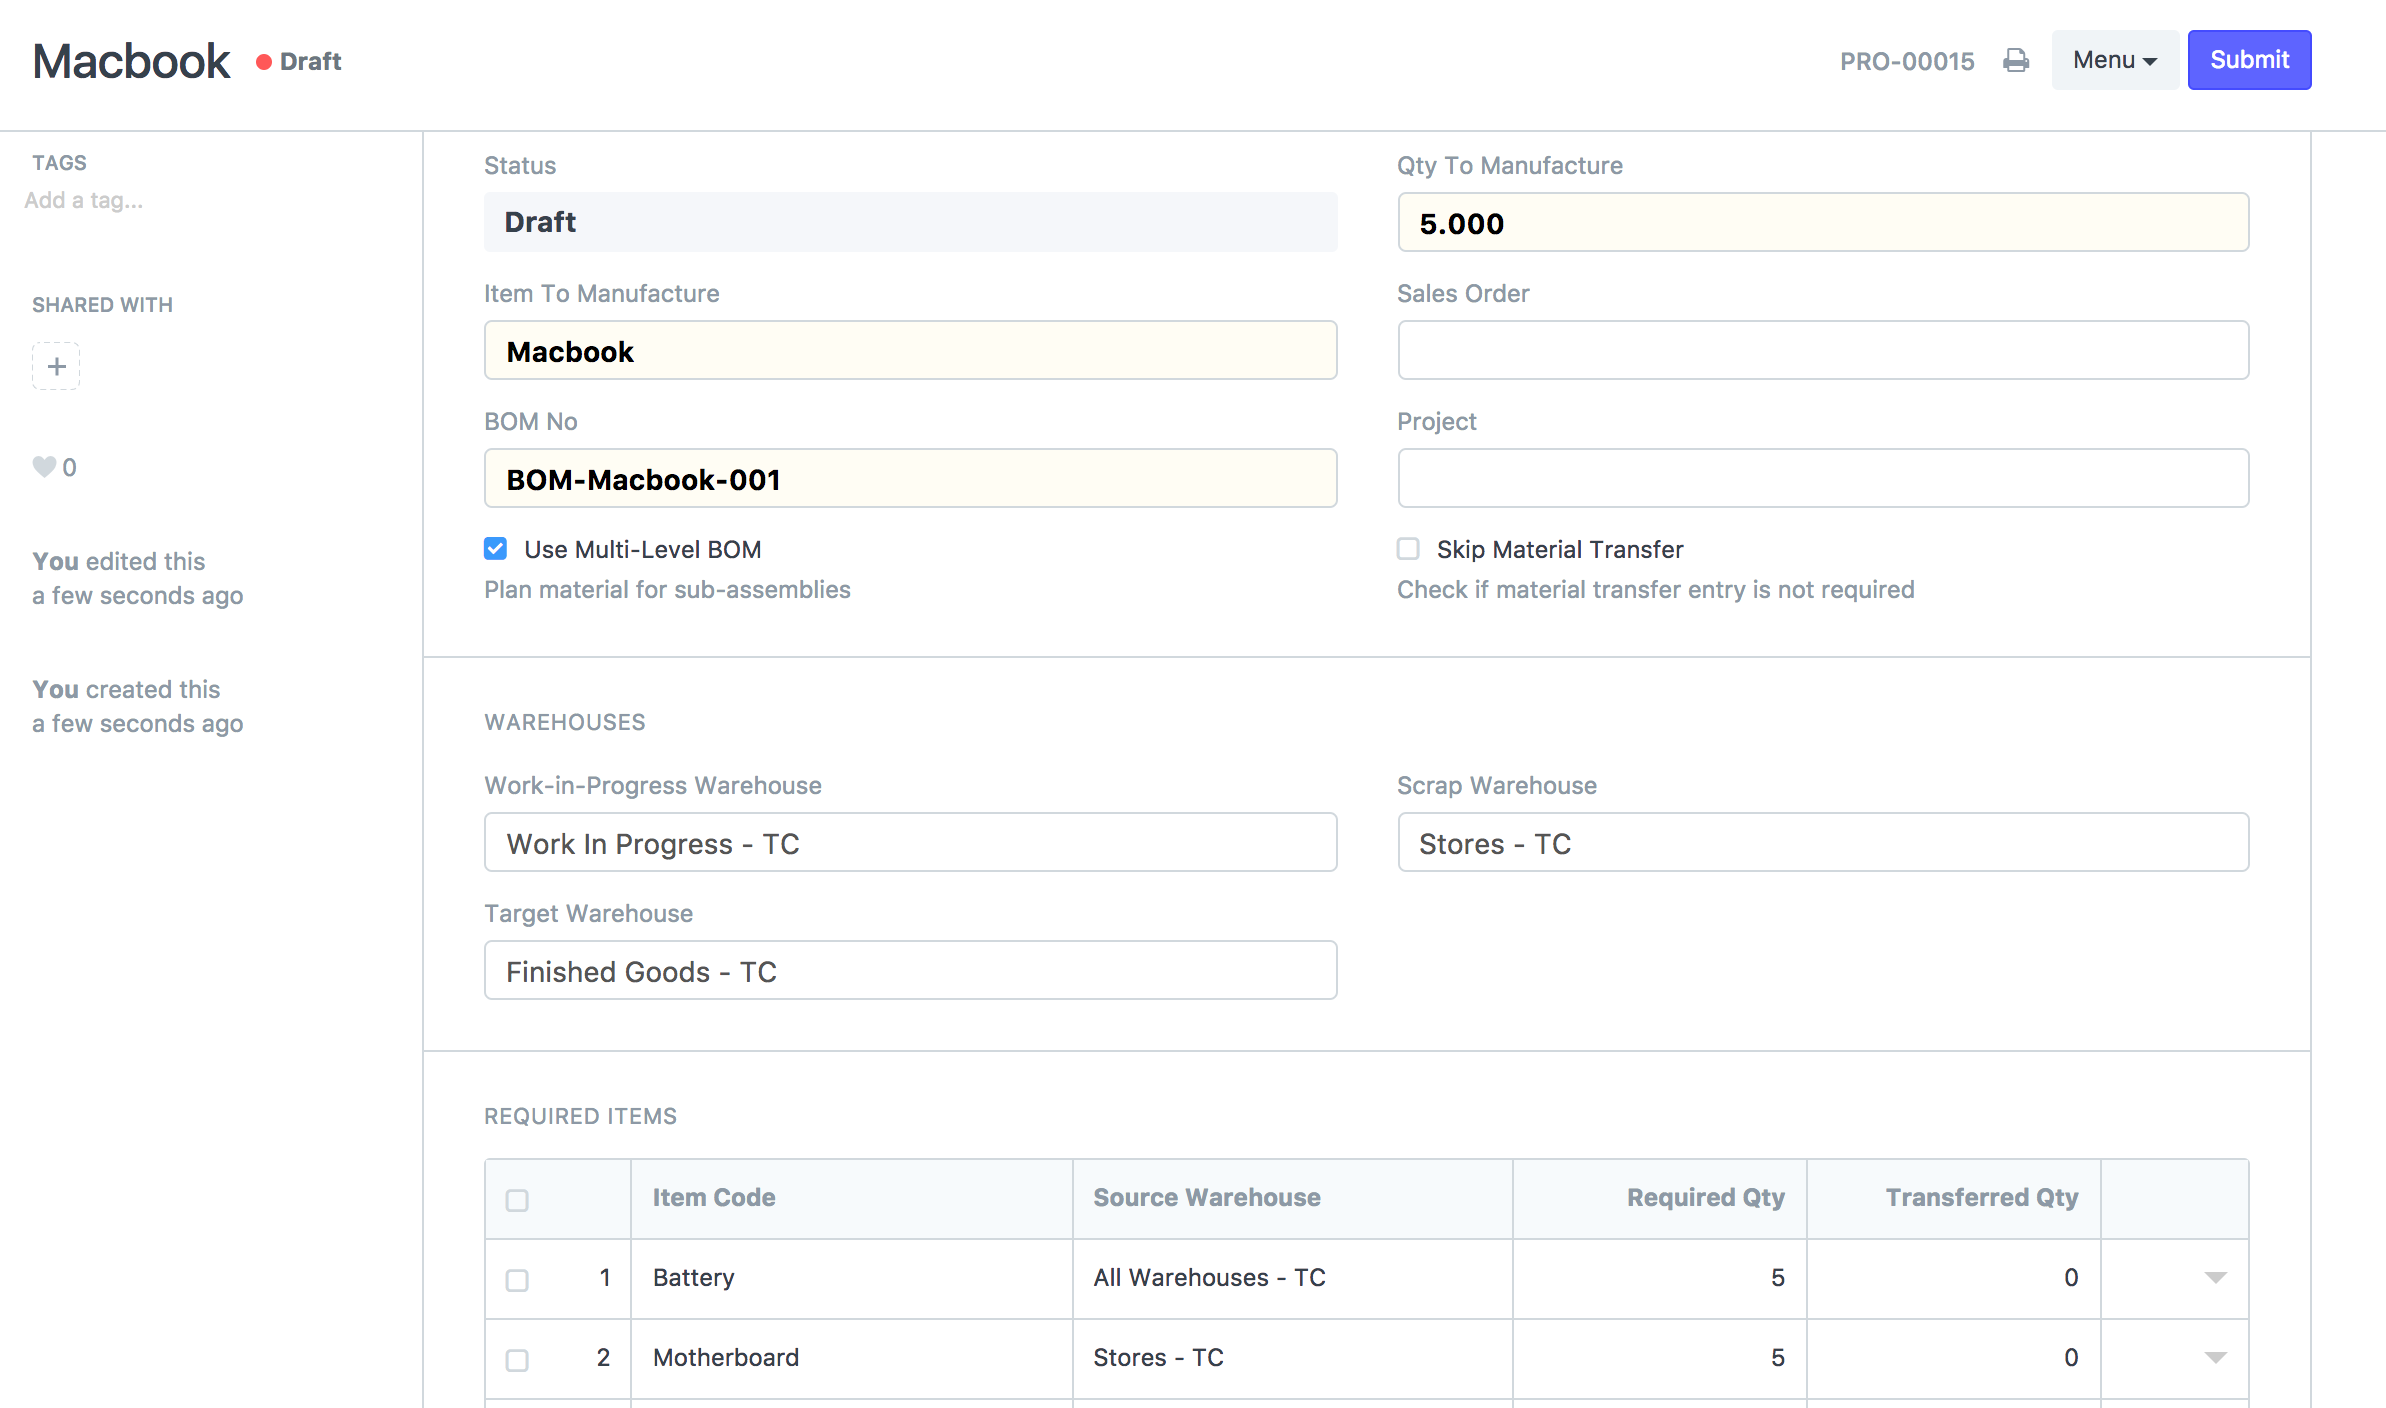 Macbook Draft PRO-00015 Menu Submit
TAGS
Add a tag...
SHARED WITH
+
0
You edited this
a few seconds ago
You created this
a few seconds ago
Status
Draft
Qty To Manufacture
5.000
Item To Manufacture
Macbook
Sales Order
BOM No
BOM-Macbook-001
Project
Use Multi-Level BOM
Plan material for sub-assemblies
Skip Material Transfer
Check if material transfer entry is not required
WAREHOUSES
Work-in-Progress Warehouse
Work In Progress - TC
Scrap Warehouse
Stores - TC
Target Warehouse
Finished Goods - TC
REQUIRED ITEMS
Item Code Source Warehouse Required Qty Transferred Qty
1 Battery All Warehouses - TC 5 0
2 Motherboard Stores - TC 5 0